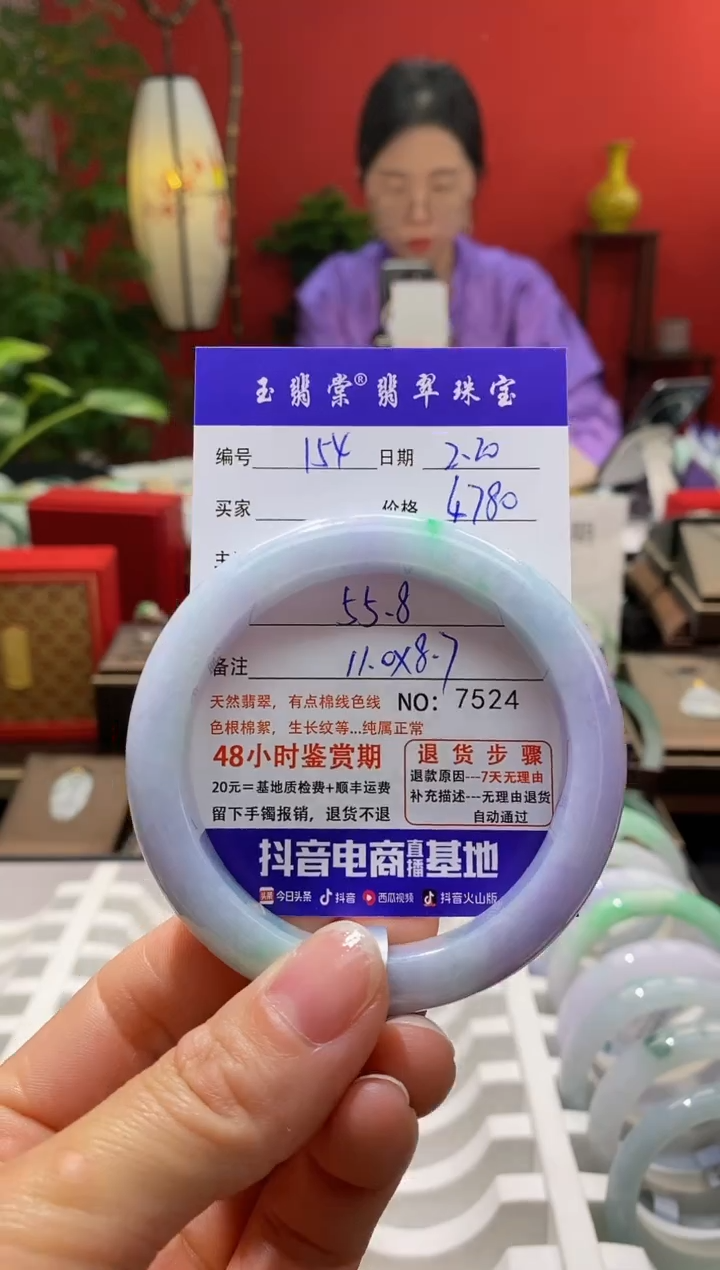 玉翡棠®翡翠珠宝
编号 154 日期 2.20
买家 价格 4780
主
55.8
备注 11.0X8.7
天然翡翠，有点棉线色线 NO: 7524
色根棉絮，生长纹等...纯属正常
48小时鉴赏期
20元=基地质检费+顺丰运费
留下手镯报销，退货不退
退货步骤
退款原因---7天无理由
补充描述---无理由退货
自动通过
抖音电商直播基地
头条 今日头条 抖音 西瓜视频 抖音火山版